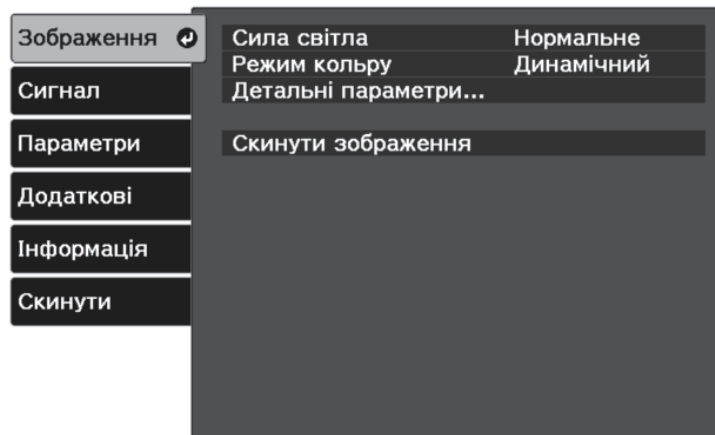 Зображення
Сигнал
Параметри
Додаткові
Інформація
Скинути
Сила світла Нормальне
Режим кольру Динамічний
Детальні параметри...
Скинути зображення